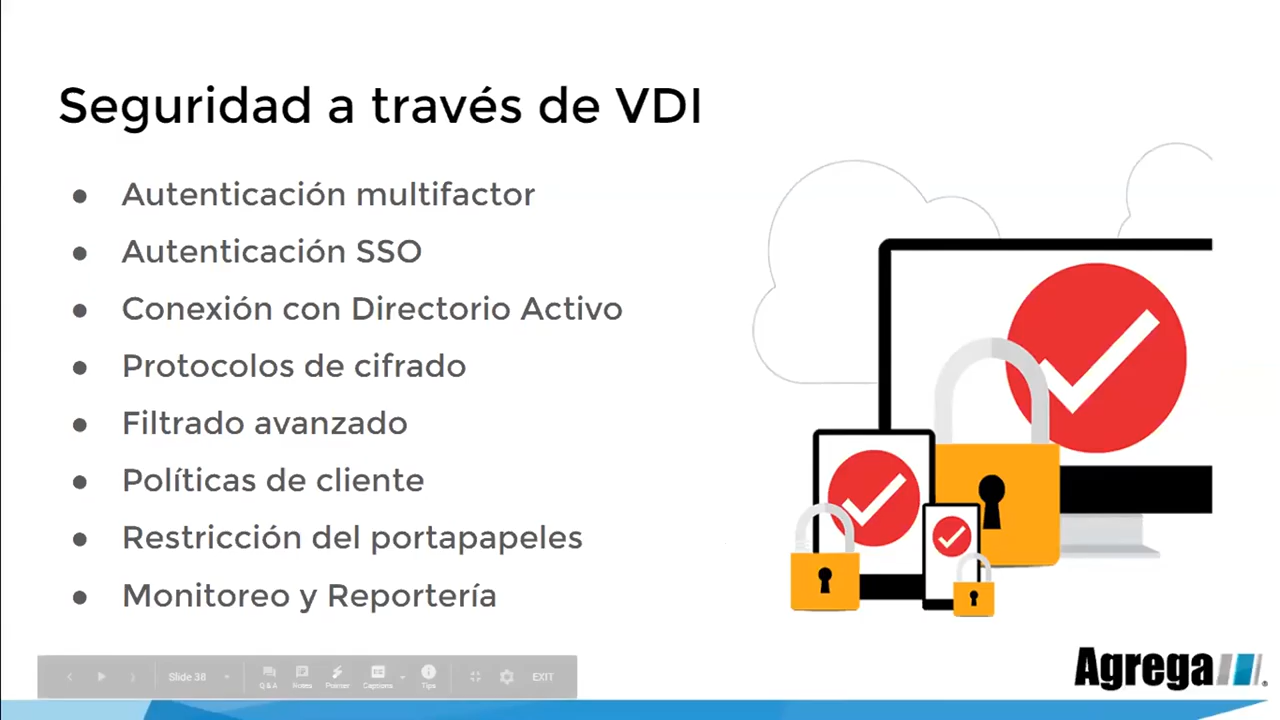 Seguridad a través de VDI
● Autenticación multifactor
● Autenticación SSO
● Conexión con Directorio Activo
● Protocolos de cifrado
● Filtrado avanzado
● Políticas de cliente
● Restricción del portapapeles
● Monitoreo y Reportería
Slide 38
Q & A
Notes
Pointer
Captions
Tips
EXIT
Agrega